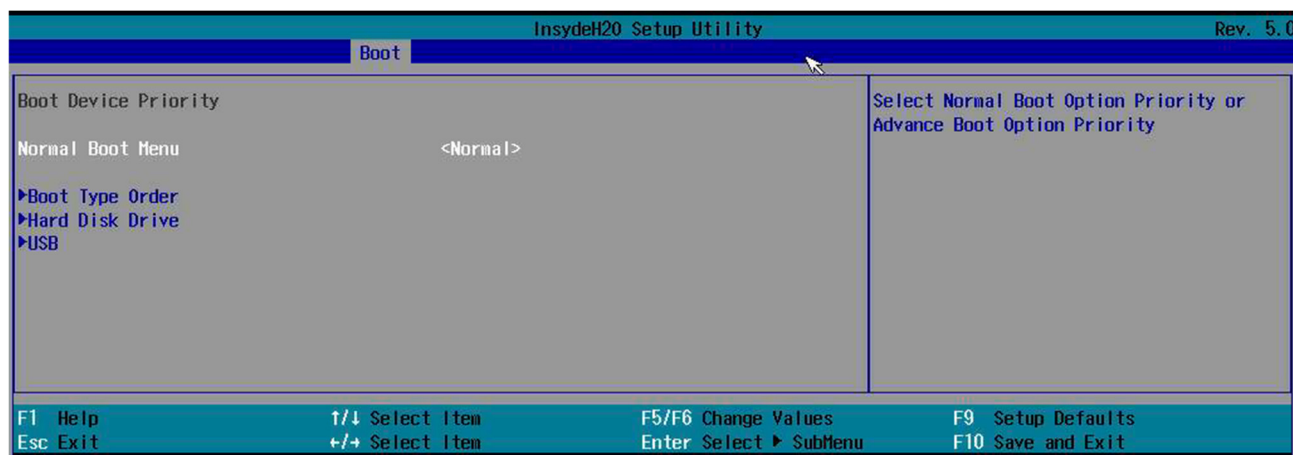 InsydeH20 Setup Utility Rev. 5.0
Boot
Boot Device Priority
Normal Boot Menu <Normal>
▶Boot Type Order
▶Hard Disk Drive
▶USB
Select Normal Boot Option Priority or
Advance Boot Option Priority
F1 Help ↑/↓ Select Item F5/F6 Change Values F9 Setup Defaults
Esc Exit ←/→ Select Item Enter Select ▶ SubMenu F10 Save and Exit